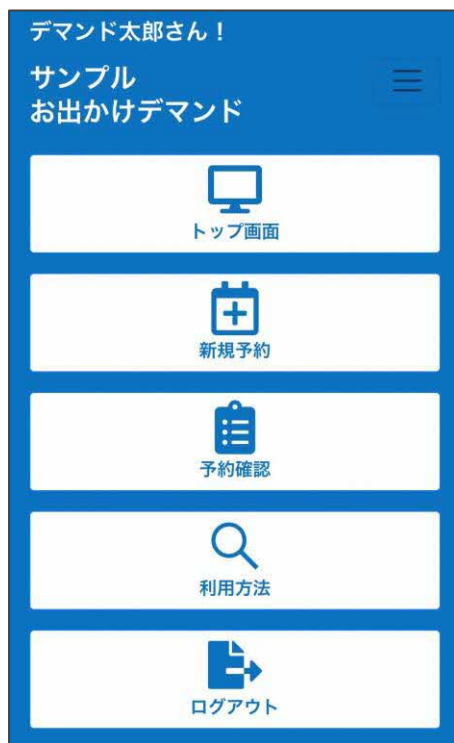 デマンド太郎さん！
サンプル
お出かけデマンド
トップ画面
新規予約
予約確認
利用方法
ログアウト